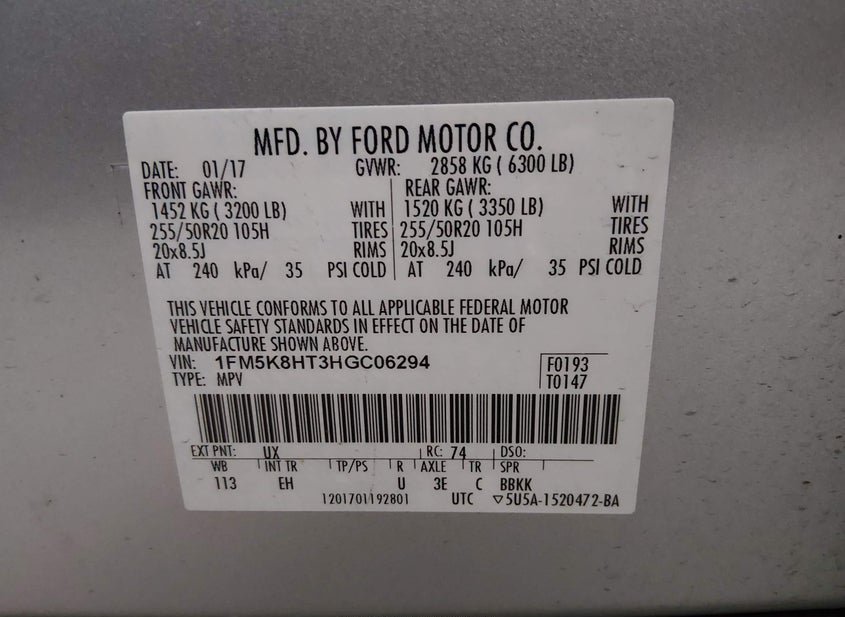 MFD. BY FORD MOTOR CO.
DATE: 01/17 GVWR: 2858 KG ( 6300 LB)
FRONT GAWR: REAR GAWR:
1452 KG ( 3200 LB) WITH 1520 KG ( 3350 LB) WITH
255/50R20 105H TIRES 255/50R20 105H TIRES
20x8.5J RIMS 20x8.5J RIMS
AT 240 kPa/ 35 PSI COLD AT 240 kPa/ 35 PSI COLD
THIS VEHICLE CONFORMS TO ALL APPLICABLE FEDERAL MOTOR
VEHICLE SAFETY STANDARDS IN EFFECT ON THE DATE OF
MANUFACTURE SHOWN ABOVE.
VIN: 1FM5K8HT3HGC06294 F0193
TYPE: MPV T0147
EXT PNT: UX RC: 74 DSO:
WB INT TR TP/PS R AXLE TR SPR
113 EH U 3E C BBKK
1201701192801 UTC ▽5U5A-1520472-BA